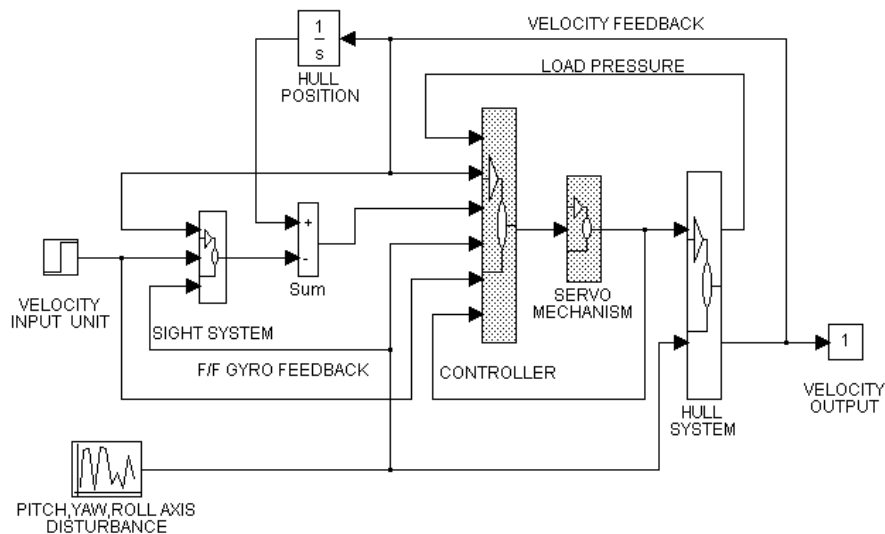 VELOCITY FEEDBACK
1
s
HULL
POSITION
LOAD PRESSURE
+
-
Sum
VELOCITY
INPUT UNIT
SIGHT SYSTEM
SERVO
MECHANISM
F/F GYRO FEEDBACK
CONTROLLER
1
VELOCITY
OUTPUT
HULL
SYSTEM
PITCH,YAW,ROLL AXIS
DISTURBANCE